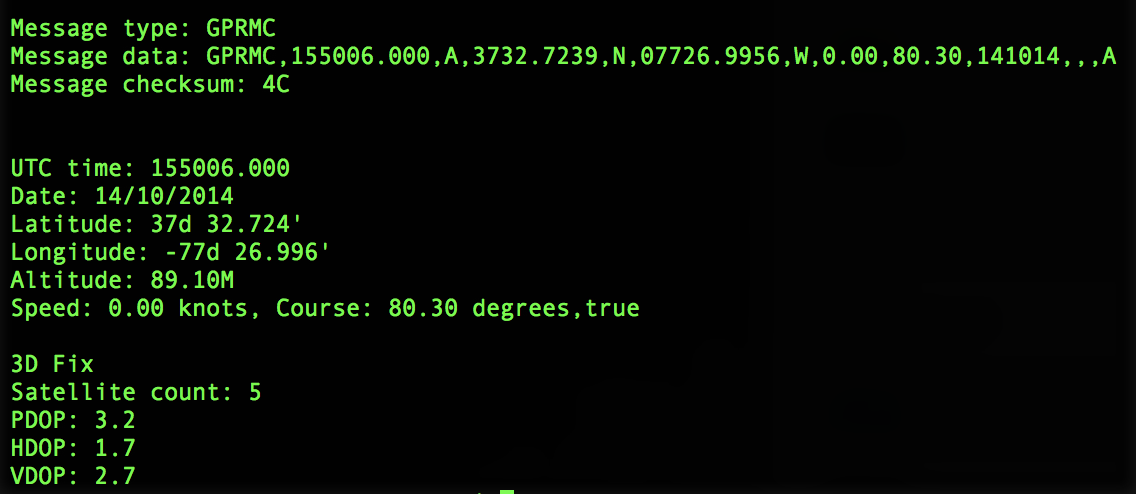 Message type: GPRMC
Message data: GPRMC,155006.000,A,3732.7239,N,07726.9956,W,0.00,80.30,141014,,,A
Message checksum: 4C
UTC time: 155006.000
Date: 14/10/2014
Latitude: 37d 32.724'
Longitude: -77d 26.996'
Altitude: 89.10M
Speed: 0.00 knots, Course: 80.30 degrees,true
3D Fix
Satellite count: 5
PDOP: 3.2
HDOP: 1.7
VDOP: 2.7